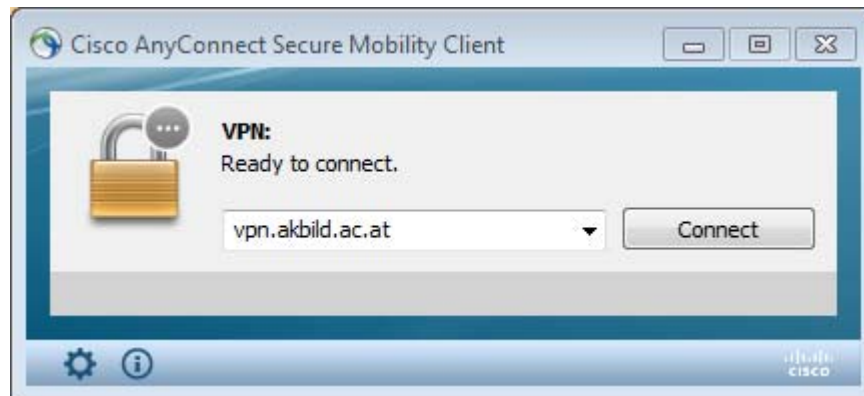 Cisco AnyConnect Secure Mobility Client
VPN:
Ready to connect.
vpn.akbild.ac.at
Connect
cisco